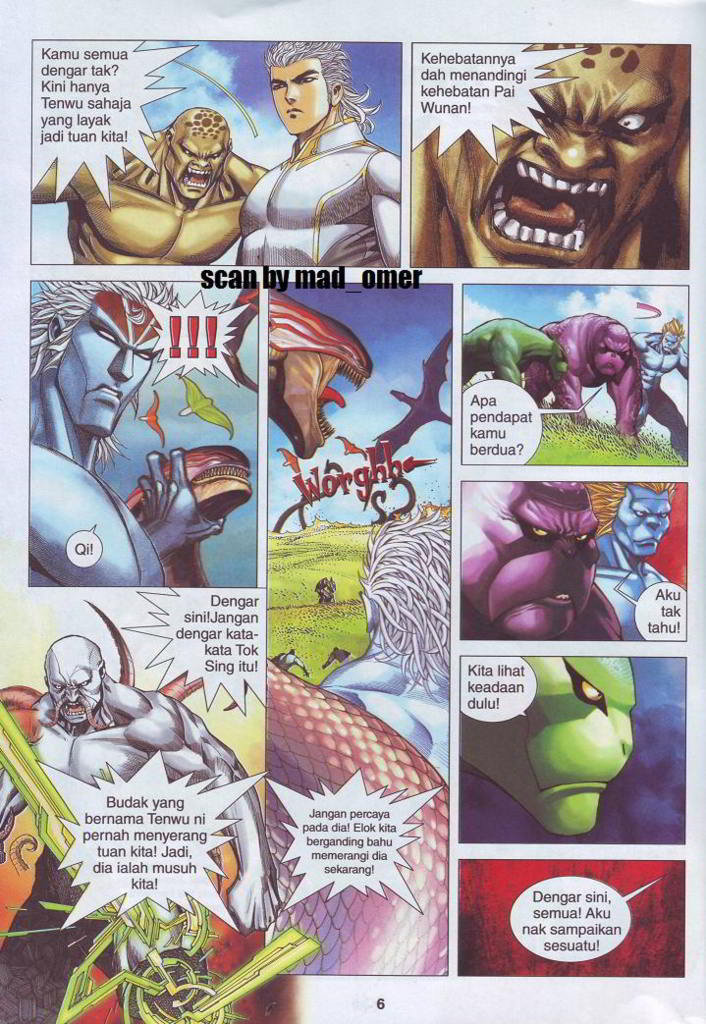 Kamu semua
dengar tak?
Kini hanya
Tenwu sahaja
yang layak
jadi tuan kita!
Kehebatannya
dah menandingi
kehebatan Pai
Wunan!
scan by mad_omer
!!!
Qi!
Worghh
Apa
pendapat
kamu
berdua?
Aku
tak
tahu!
Kita lihat
keadaan
dulu!
Dengar
sini!Jangan
dengar kata-
kata Tok
Sing itu!
Budak yang
bernama Tenwu ni
pernah menyerang
tuan kita! Jadi,
dia ialah musuh
kita!
Jangan percaya
pada dia! Elok kita
berganding bahu
memerangi dia
sekarang!
Dengar sini,
semua! Aku
nak sampaikan
sesuatu!
6